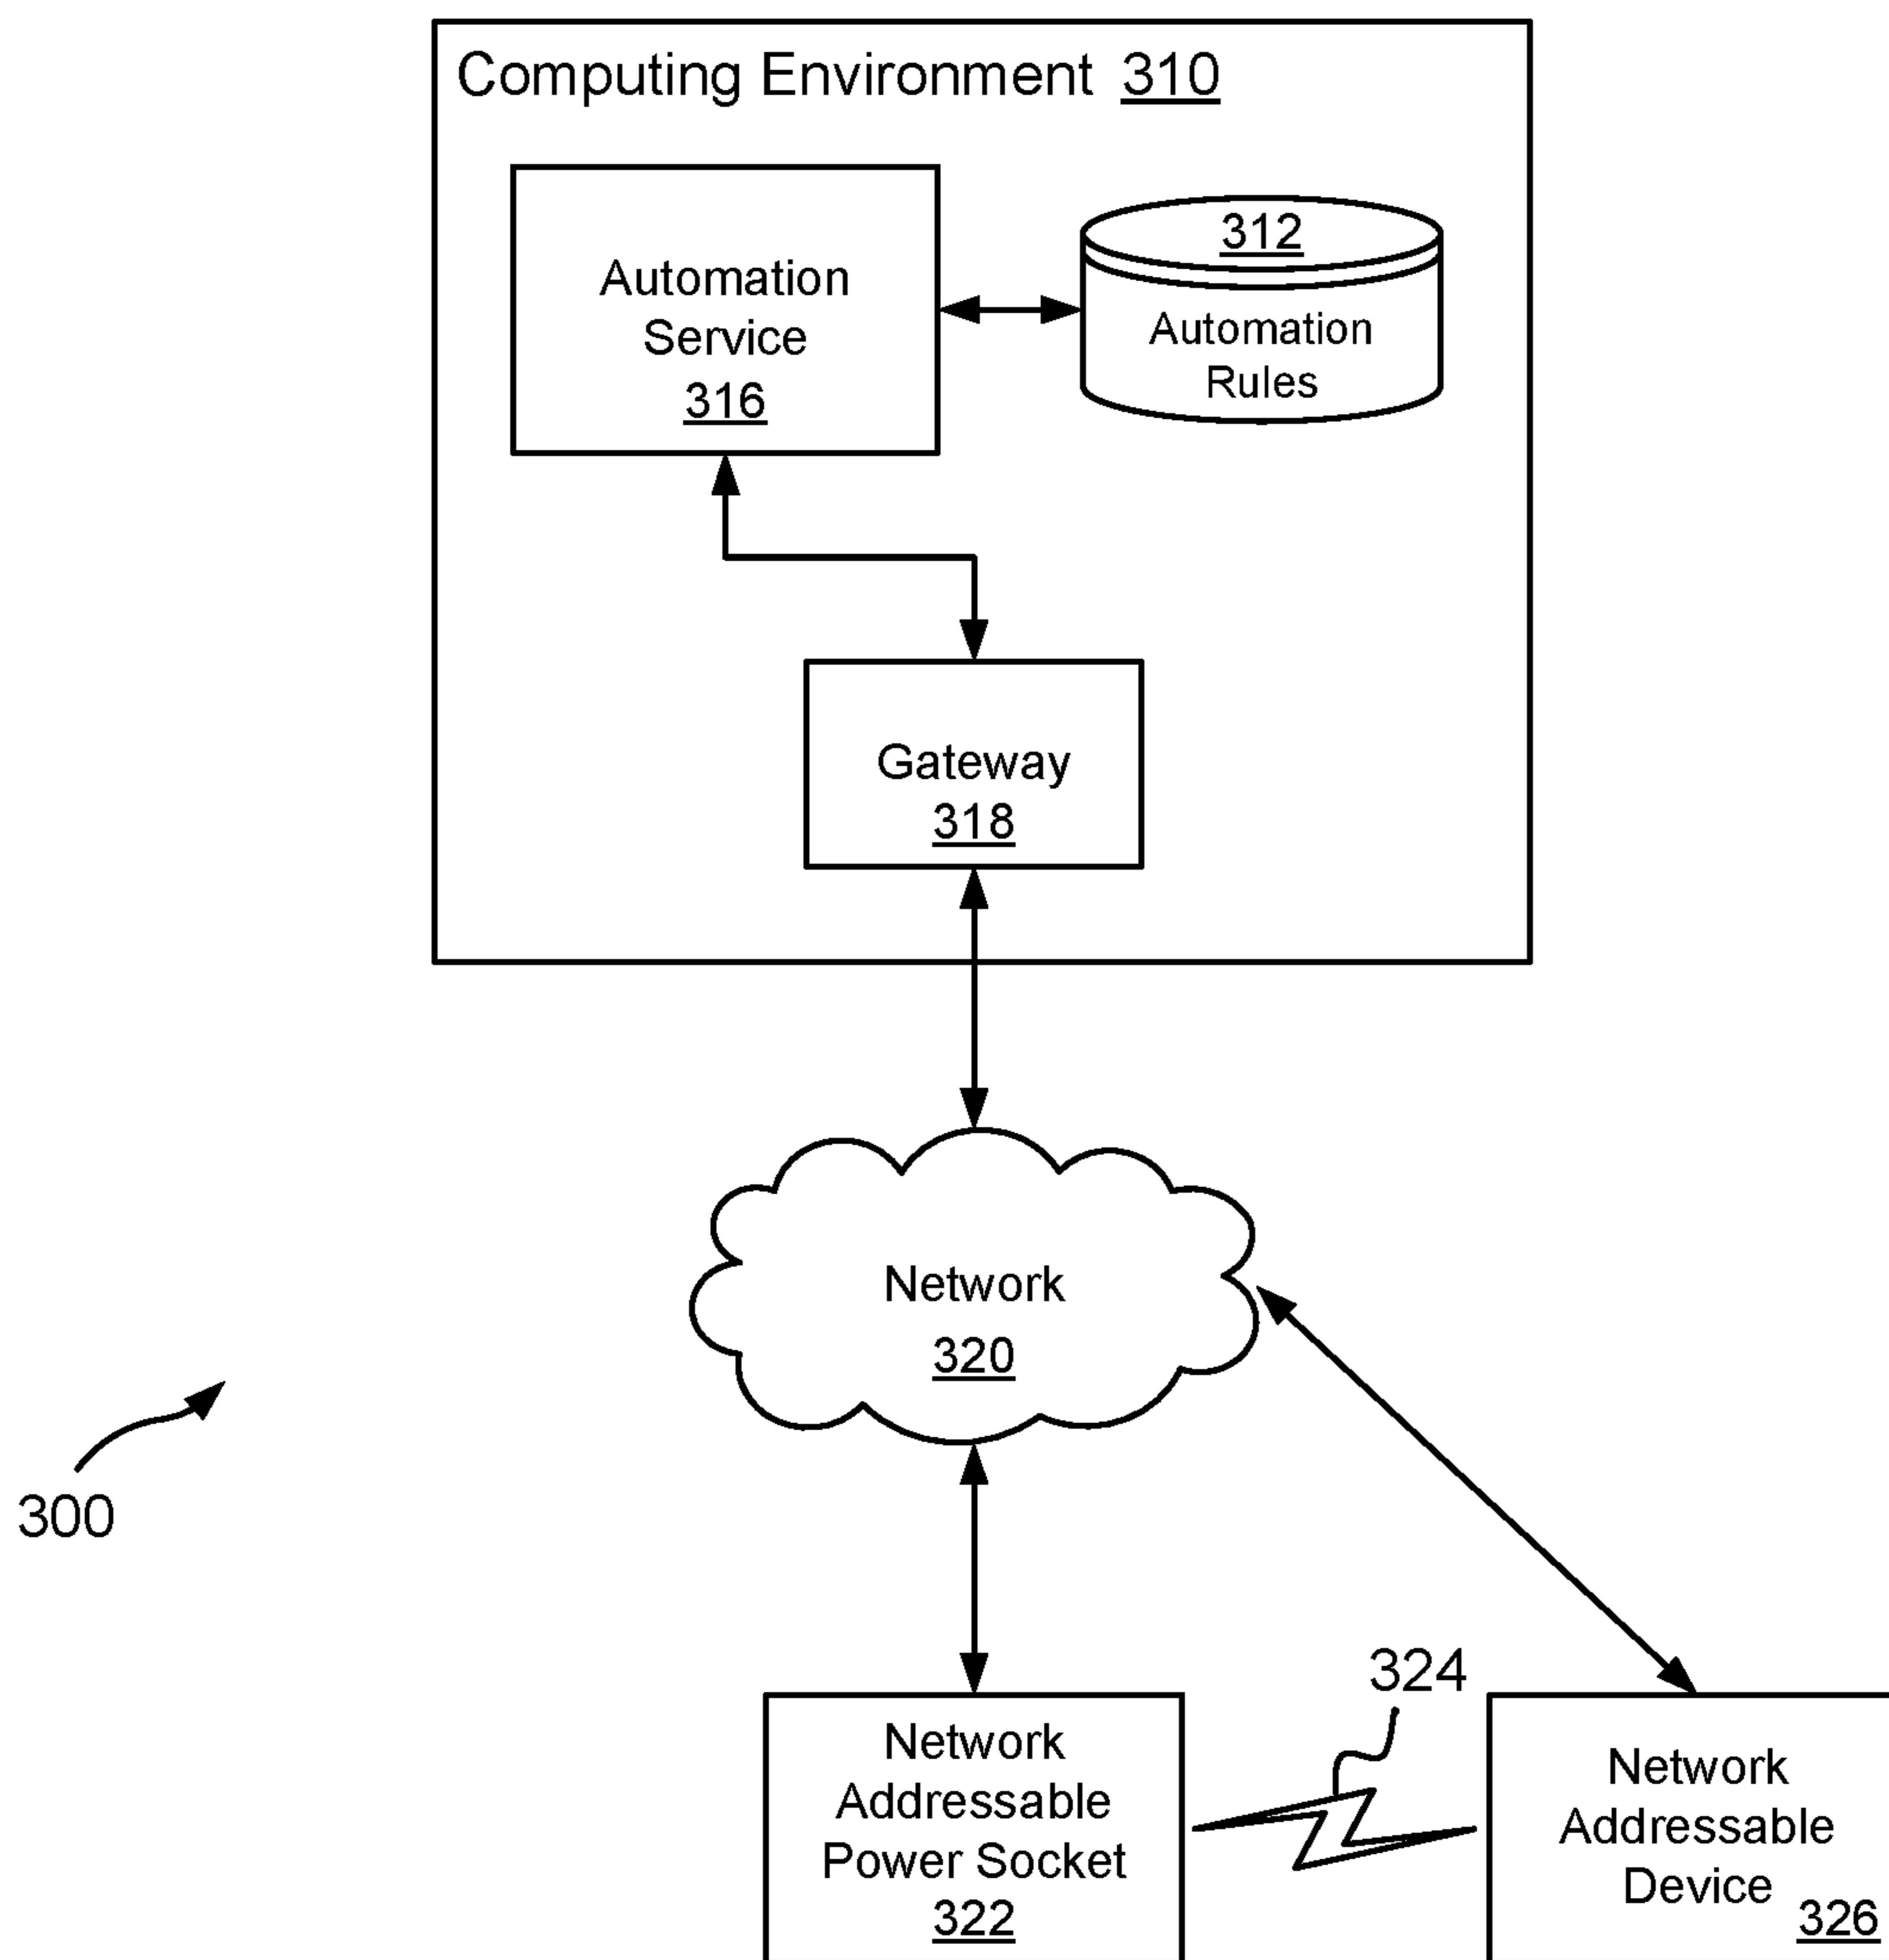 Computing Environment 310
Automation
Service
316
312
Automation
Rules
Gateway
318
Network
320
300
324
Network
Addressable
Power Socket
322
Network
Addressable
Device
326